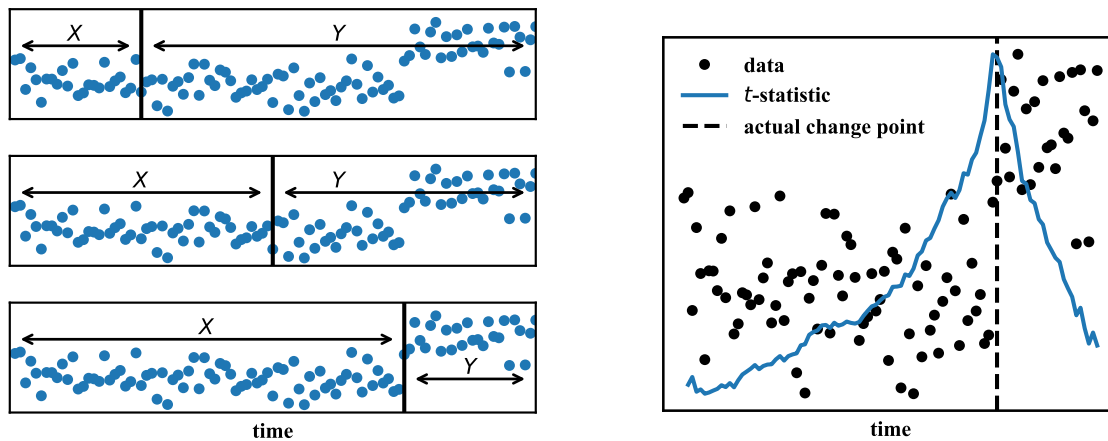 X Y
X Y
X
Y
time
data
t-statistic
actual change point
time